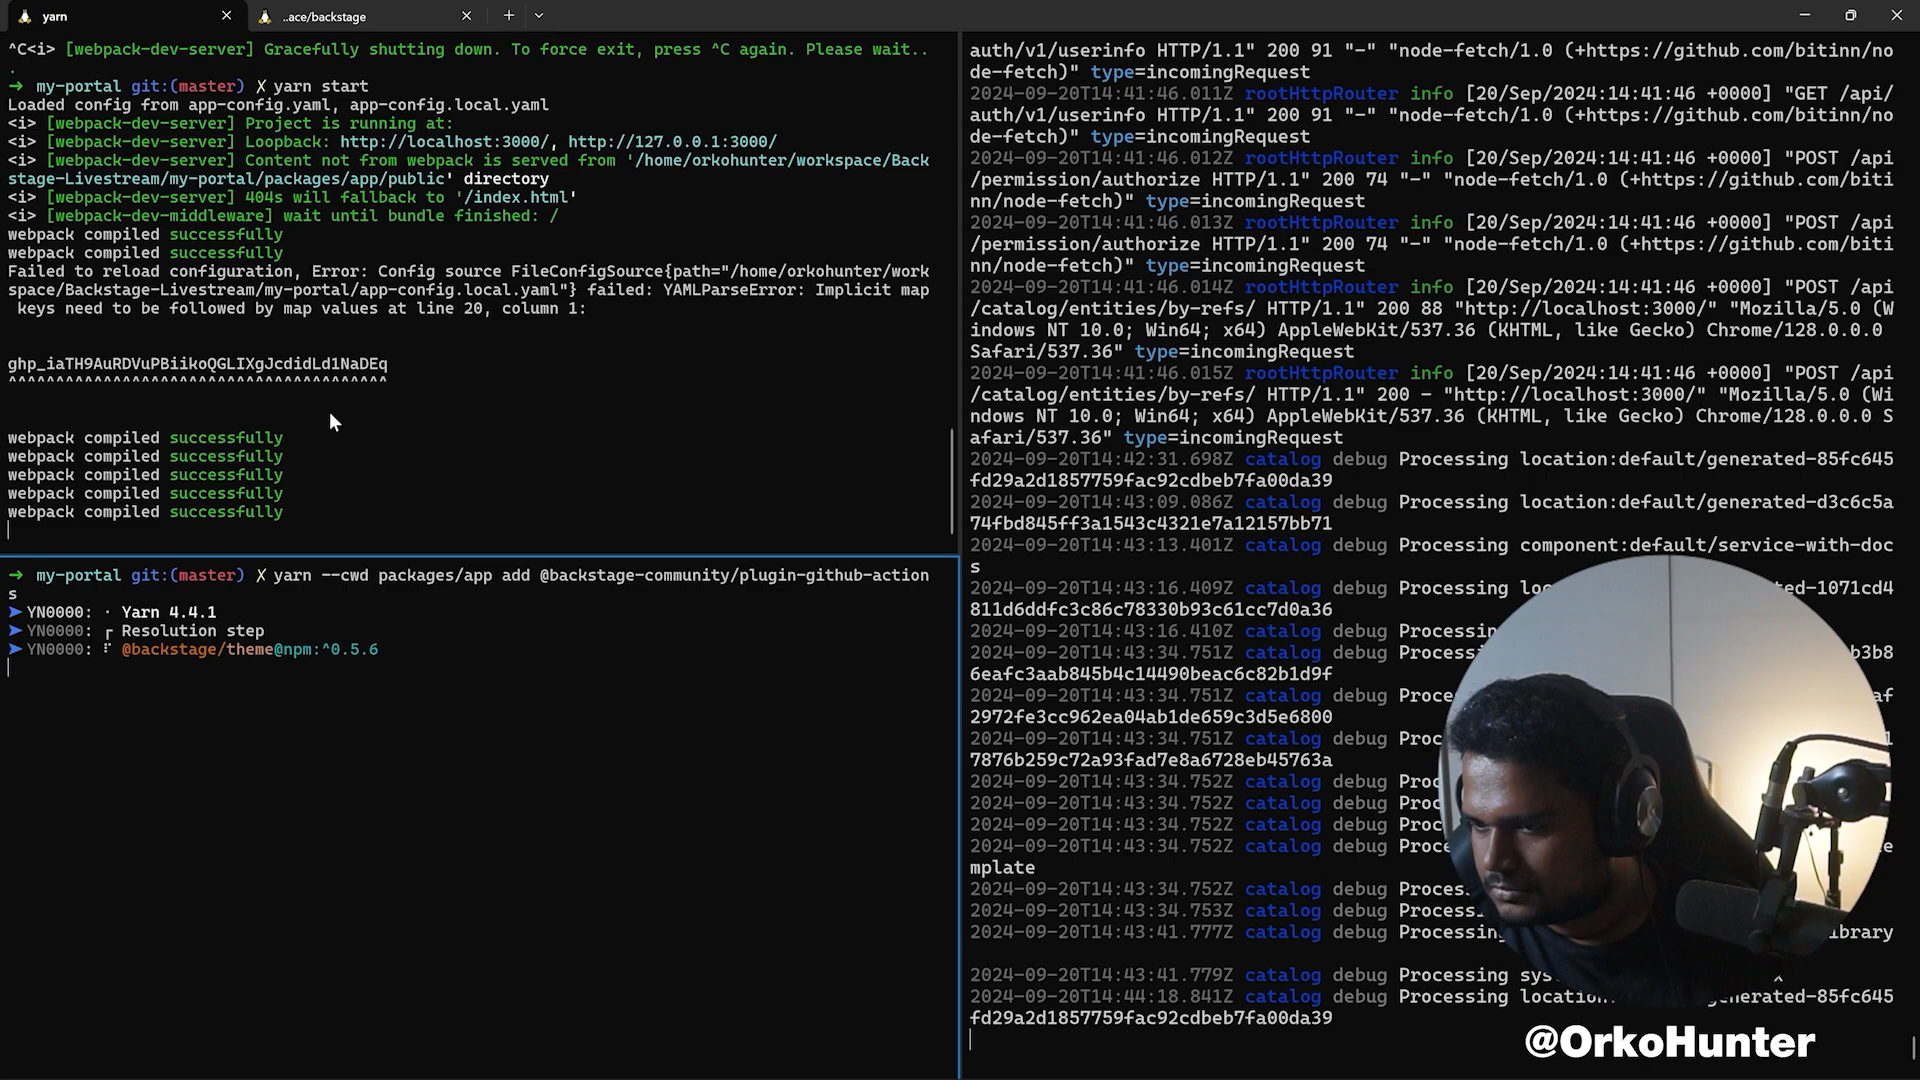 yarn
..ace/backstage
^C<i> [webpack-dev-server] Gracefully shutting down. To force exit, press ^C again. Please wait..
.
→ my-portal git:(master) ✗ yarn start
Loaded config from app-config.yaml, app-config.local.yaml
<i> [webpack-dev-server] Project is running at:
<i> [webpack-dev-server] Loopback: http://localhost:3000/, http://127.0.0.1:3000/
<i> [webpack-dev-server] Content not from webpack is served from '/home/orkohunter/workspace/Back
stage-Livestream/my-portal/packages/app/public' directory
<i> [webpack-dev-server] 404s will fallback to '/index.html'
<i> [webpack-dev-middleware] wait until bundle finished: /
webpack compiled successfully
webpack compiled successfully
Failed to reload configuration, Error: Config source FileConfigSource{path="/home/orkohunter/work
space/Backstage-Livestream/my-portal/app-config.local.yaml"} failed: YAMLParseError: Implicit map
keys need to be followed by map values at line 20, column 1:
ghp_[access token redacted]
^^^^^^^^^^^^^^^^^^^^^^^^^^^^^^^^^^^^^^^^
webpack compiled successfully
webpack compiled successfully
webpack compiled successfully
webpack compiled successfully
webpack compiled successfully
→ my-portal git:(master) ✗ yarn --cwd packages/app add @backstage-community/plugin-github-action
s
➤ YN0000: · Yarn 4.4.1
➤ YN0000: ┌ Resolution step
➤ YN0000: ⠏ @backstage/theme@npm:^0.5.6
auth/v1/userinfo HTTP/1.1" 200 91 "-" "node-fetch/1.0 (+https://github.com/bitinn/no
de-fetch)" type=incomingRequest
2024-09-20T14:41:46.011Z rootHttpRouter info [20/Sep/2024:14:41:46 +0000] "GET /api/
auth/v1/userinfo HTTP/1.1" 200 91 "-" "node-fetch/1.0 (+https://github.com/bitinn/no
de-fetch)" type=incomingRequest
2024-09-20T14:41:46.012Z rootHttpRouter info [20/Sep/2024:14:41:46 +0000] "POST /api
/permission/authorize HTTP/1.1" 200 74 "-" "node-fetch/1.0 (+https://github.com/biti
nn/node-fetch)" type=incomingRequest
2024-09-20T14:41:46.013Z rootHttpRouter info [20/Sep/2024:14:41:46 +0000] "POST /api
/permission/authorize HTTP/1.1" 200 74 "-" "node-fetch/1.0 (+https://github.com/biti
nn/node-fetch)" type=incomingRequest
2024-09-20T14:41:46.014Z rootHttpRouter info [20/Sep/2024:14:41:46 +0000] "POST /api
/catalog/entities/by-refs/ HTTP/1.1" 200 88 "http://localhost:3000/" "Mozilla/5.0 (W
indows NT 10.0; Win64; x64) AppleWebKit/537.36 (KHTML, like Gecko) Chrome/128.0.0.0
Safari/537.36" type=incomingRequest
2024-09-20T14:41:46.015Z rootHttpRouter info [20/Sep/2024:14:41:46 +0000] "POST /api
/catalog/entities/by-refs/ HTTP/1.1" 200 - "http://localhost:3000/" "Mozilla/5.0 (Wi
ndows NT 10.0; Win64; x64) AppleWebKit/537.36 (KHTML, like Gecko) Chrome/128.0.0.0 S
afari/537.36" type=incomingRequest
2024-09-20T14:42:31.698Z catalog debug Processing location:default/generated-85fc645
fd29a2d1857759fac92cdbeb7fa00da39
2024-09-20T14:43:09.086Z catalog debug Processing location:default/generated-d3c6c5a
74fbd845ff3a1543c4321e7a12157bb71
2024-09-20T14:43:13.401Z catalog debug Processing component:default/service-with-doc
s
2024-09-20T14:43:16.409Z catalog debug Processing loc ed-1071cd4
811d6ddfc3c86c78330b93c61cc7d0a36
2024-09-20T14:43:16.410Z catalog debug Processin
2024-09-20T14:43:34.751Z catalog debug Process b3b8
6eafc3aab845b4c14490beac6c82b1d9f
2024-09-20T14:43:34.751Z catalog debug Proce af
2972fe3cc962ea04ab1de659c3d5e6800
2024-09-20T14:43:34.751Z catalog debug Proc 1
7876b259c72a93fad7e8a6728eb45763a
2024-09-20T14:43:34.752Z catalog debug Proc
2024-09-20T14:43:34.752Z catalog debug Proc
2024-09-20T14:43:34.752Z catalog debug Proc
2024-09-20T14:43:34.752Z catalog debug Proce e
mplate
2024-09-20T14:43:34.752Z catalog debug Process
2024-09-20T14:43:34.753Z catalog debug Process
2024-09-20T14:43:41.777Z catalog debug Processing ibrary
2024-09-20T14:43:41.779Z catalog debug Processing sys
2024-09-20T14:44:18.841Z catalog debug Processing location nerated-85fc645
fd29a2d1857759fac92cdbeb7fa00da39
@OrkoHunter